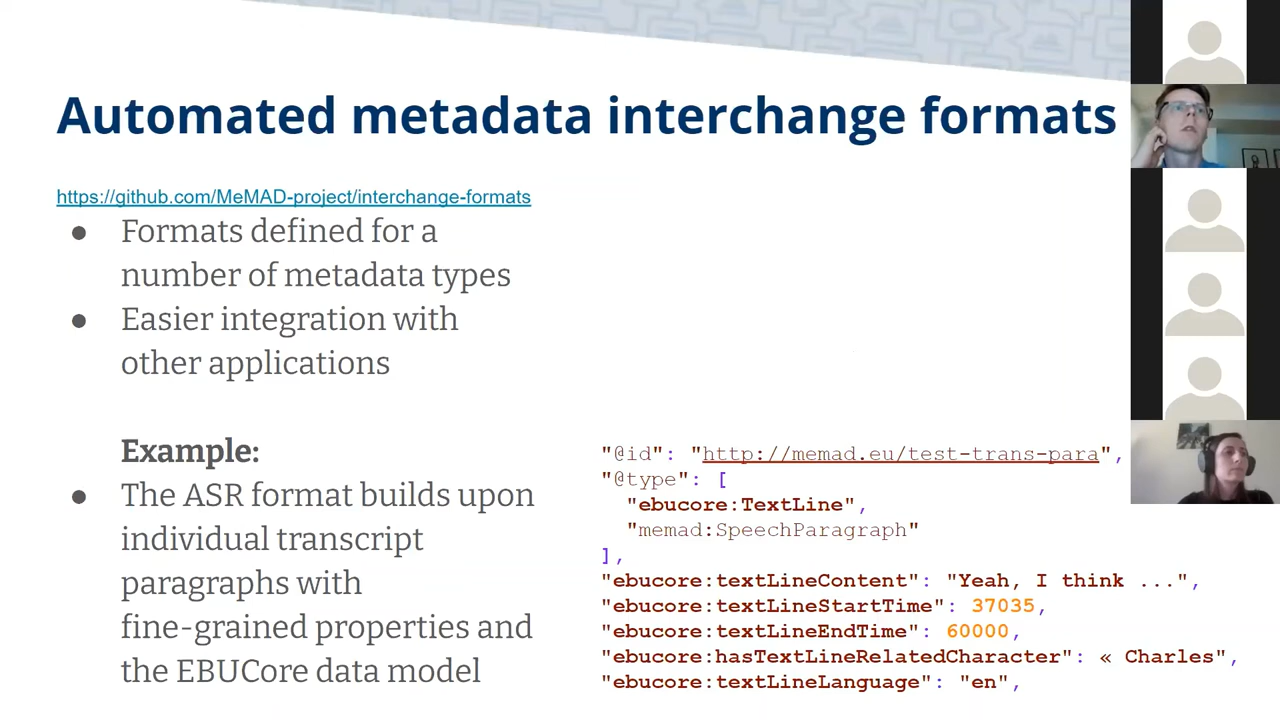 Automated metadata interchange formats
https://github.com/MeMAD-project/interchange-formats
● Formats defined for a
number of metadata types
● Easier integration with
other applications
Example:
● The ASR format builds upon
individual transcript
paragraphs with
fine-grained properties and
the EBUCore data model
"@id": "http://memad.eu/test-trans-para",
"@type": [
"ebucore:TextLine",
"memad:SpeechParagraph"
],
"ebucore:textLineContent": "Yeah, I think ...",
"ebucore:textLineStartTime": 37035,
"ebucore:textLineEndTime": 60000,
"ebucore:hasTextLineRelatedCharacter": « Charles",
"ebucore:textLineLanguage": "en",